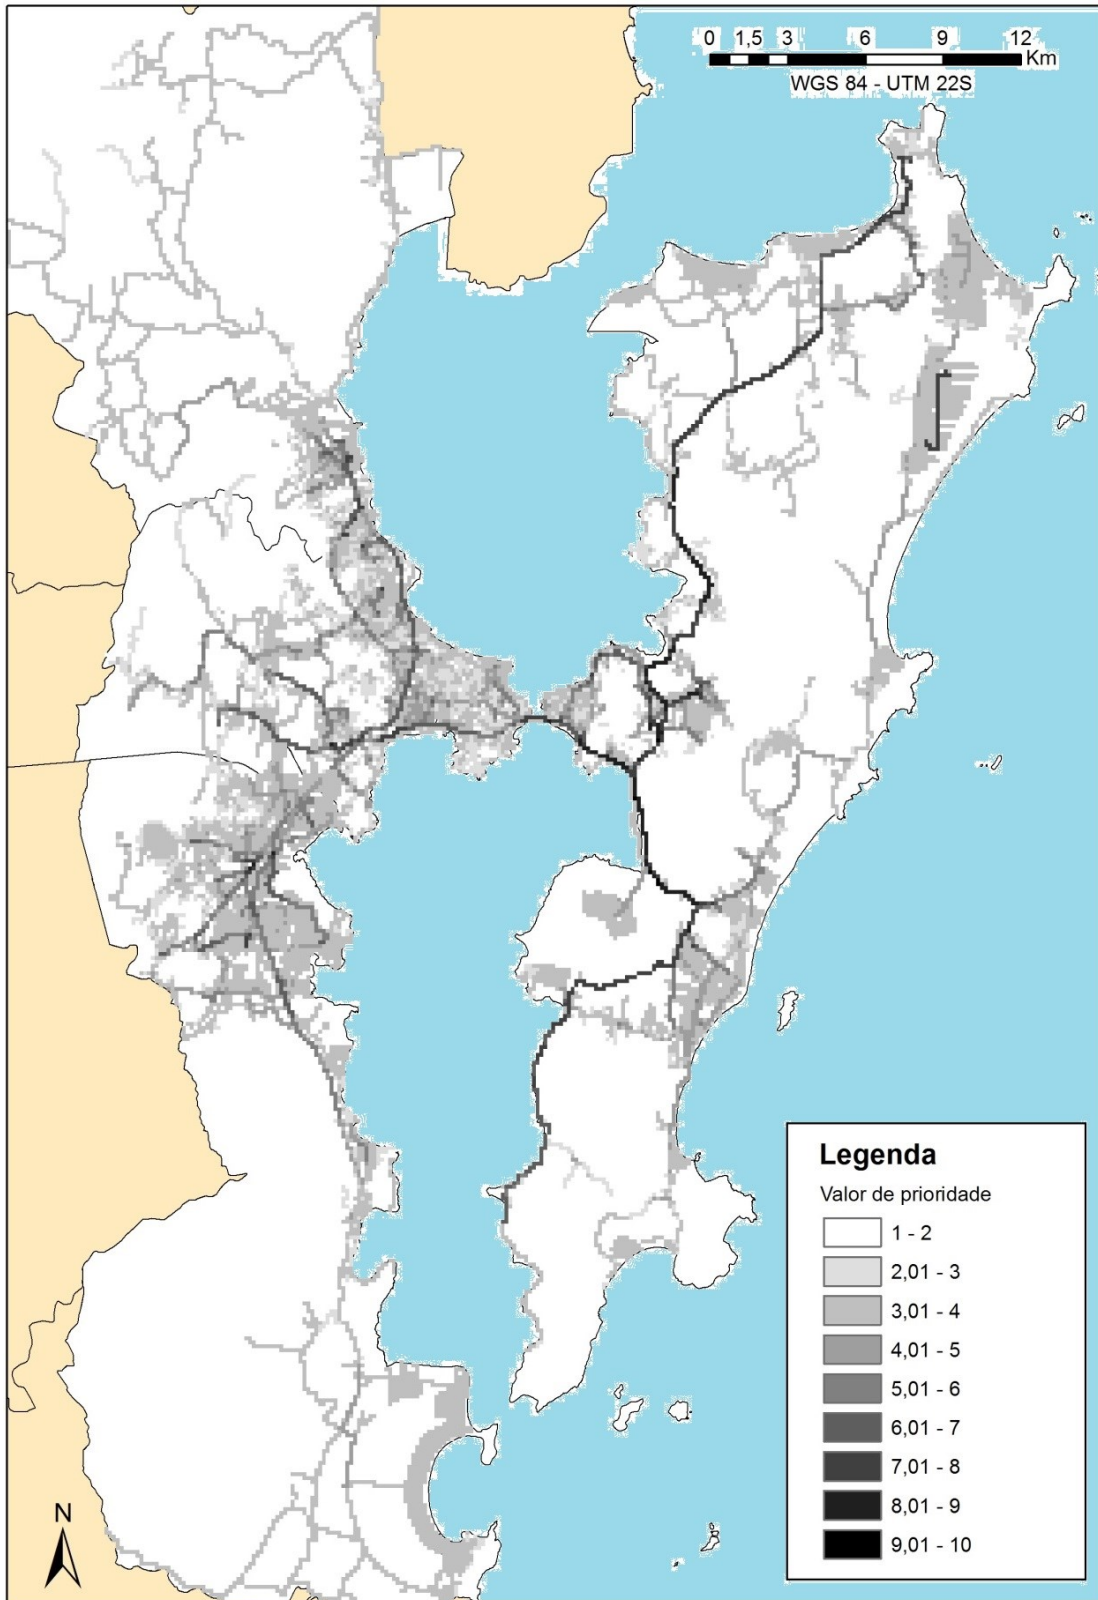 0 1,5 3 6 9 12
Km
WGS 84 - UTM 22S
Legenda
Valor de prioridade
1 - 2
2,01 - 3
3,01 - 4
4,01 - 5
5,01 - 6
6,01 - 7
7,01 - 8
8,01 - 9
9,01 - 10
N